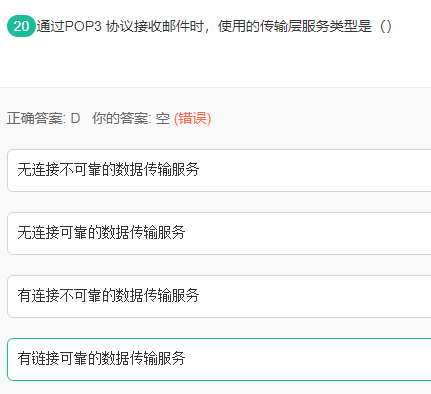 20 通过POP3 协议接收邮件时，使用的传输层服务类型是（）
正确答案: D 你的答案: 空 (错误)
无连接不可靠的数据传输服务
无连接可靠的数据传输服务
有连接不可靠的数据传输服务
有链接可靠的数据传输服务